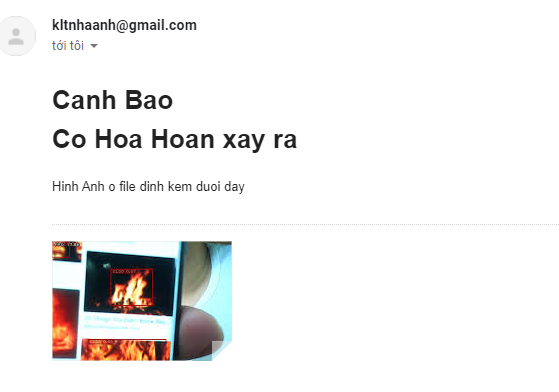 kltnhaanh@gmail.com
tới tôi
Canh Bao
Co Hoa Hoan xay ra
Hinh Anh o file dinh kem duoi day